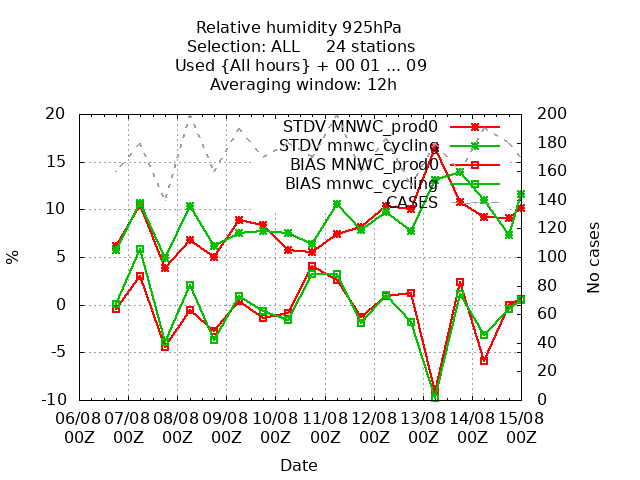 Relative humidity 925hPa
Selection: ALL     24 stations
Used {All hours} + 00 01 ... 09
Averaging window: 12h
STDV MNWC_prod0
STDV mnwc_cycling
BIAS MNWC_prod0
BIAS mnwc_cycling
CASES
%
20
15
10
5
0
-5
-10
No cases
200
180
160
140
120
100
80
60
40
20
0
06/08 07/08 08/08 09/08 10/08 11/08 12/08 13/08 14/08 15/08
00Z 00Z 00Z 00Z 00Z 00Z 00Z 00Z 00Z 00Z
Date